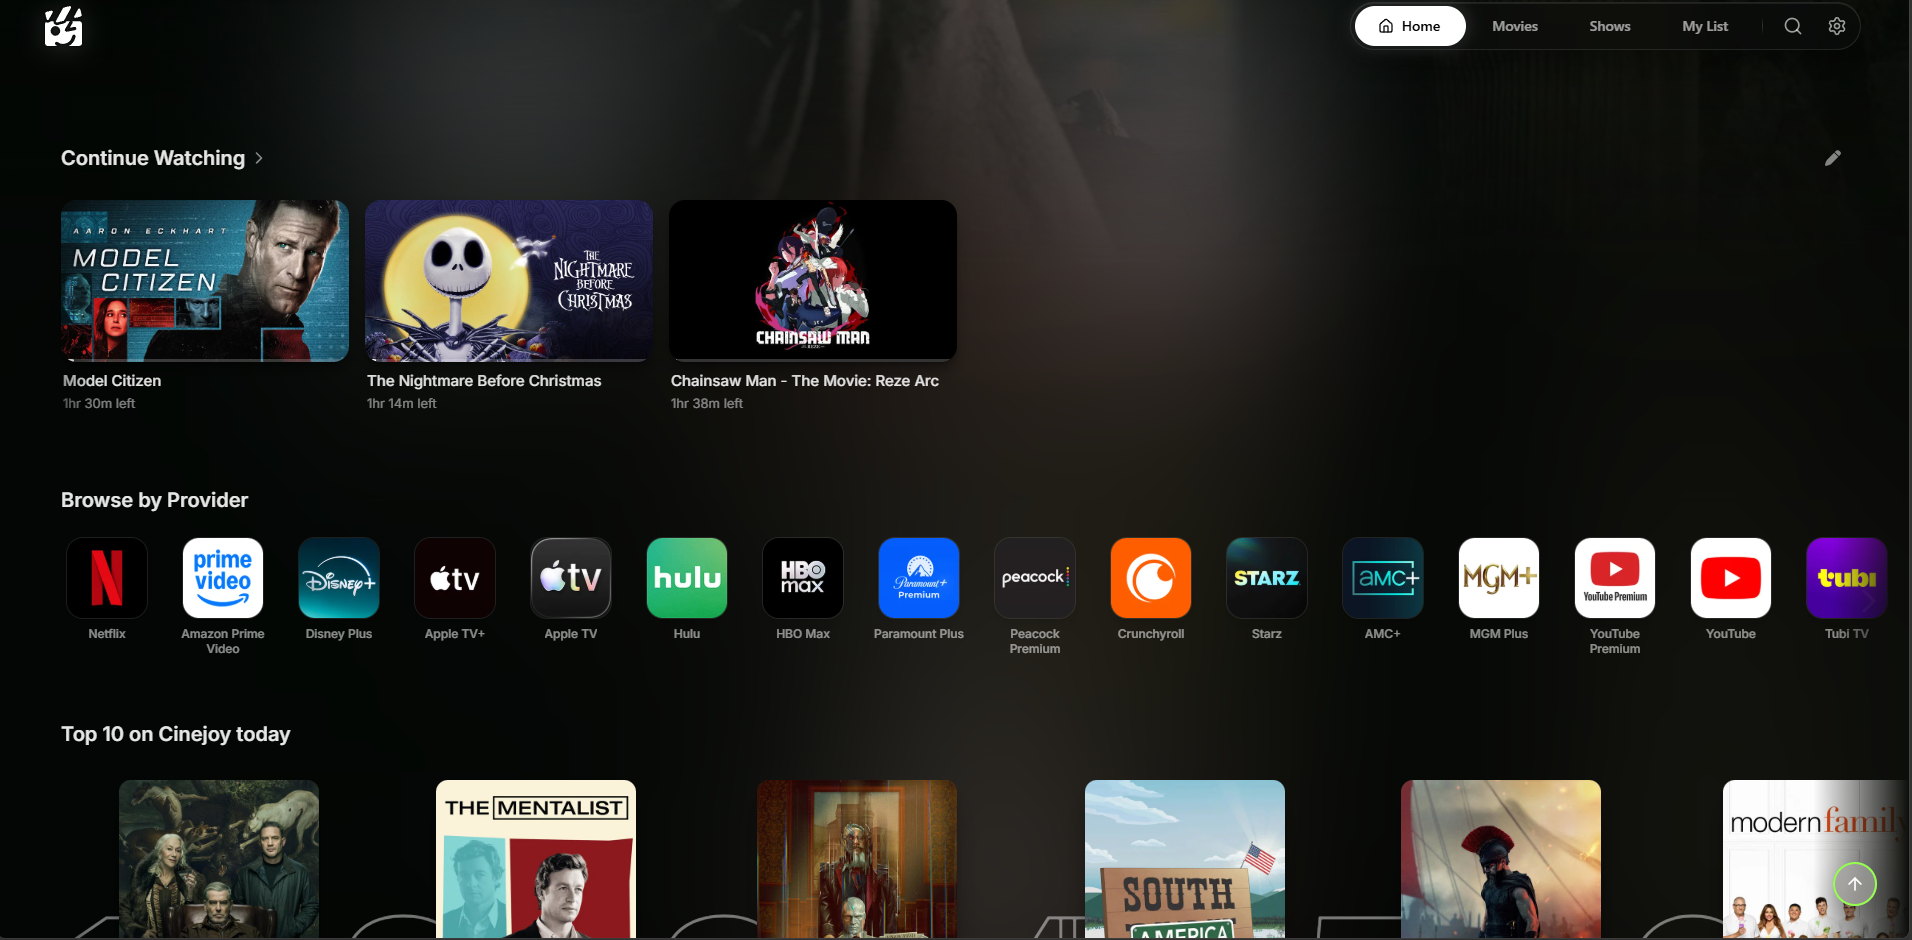 Home
Movies
Shows
My List
Continue Watching
AARON ECKHART
MODEL
CITIZEN
THE
NIGHTMARE
BEFORE
CHRISTMAS
CHAINSAW MAN
Model Citizen
1hr 30m left
The Nightmare Before Christmas
1hr 14m left
Chainsaw Man - The Movie: Reze Arc
1hr 38m left
Browse by Provider
N
prime
video
Disney+
tv
tv
hulu
HBO
max
Paramount+
Premium
peacock
STARZ
aMC+
MGM+
YouTube Premium
tubi
Netflix
Amazon Prime
Video
Disney Plus
Apple TV+
Apple TV
Hulu
HBO Max
Paramount Plus
Peacock
Premium
Crunchyroll
Starz
AMC+
MGM Plus
YouTube
Premium
YouTube
Tubi TV
Top 10 on Cinejoy today
THE MENTALIST
SOUTH
AMERICA
modern family